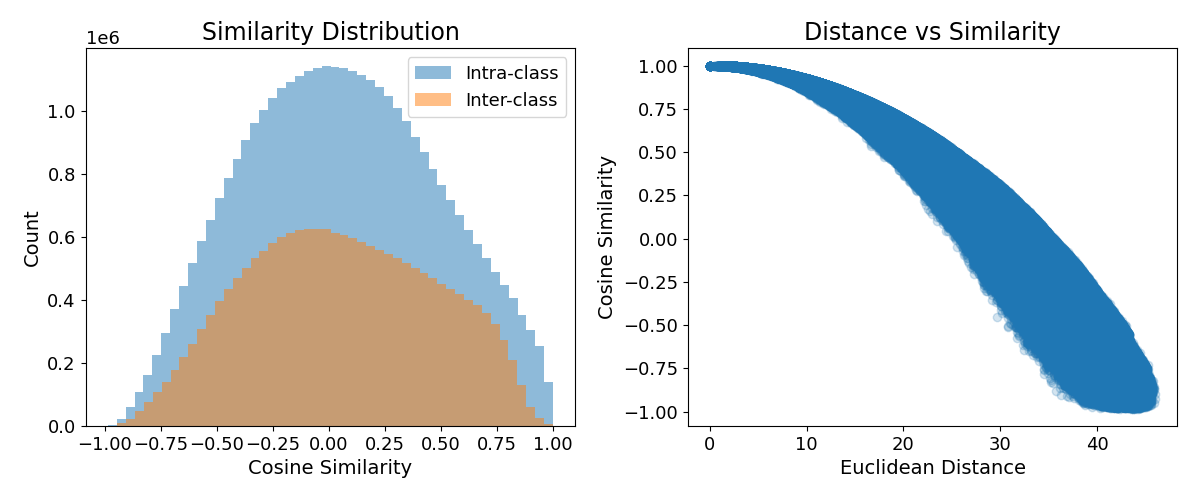 Similarity Distribution
1e6
Intra-class
Inter-class
Count
1.0
0.8
0.6
0.4
0.2
0.0
−1.00 −0.75 −0.50 −0.25 0.00 0.25 0.50 0.75 1.00
Cosine Similarity
Distance vs Similarity
Cosine Similarity
1.00
0.75
0.50
0.25
0.00
−0.25
−0.50
−0.75
−1.00
0 10 20 30 40
Euclidean Distance